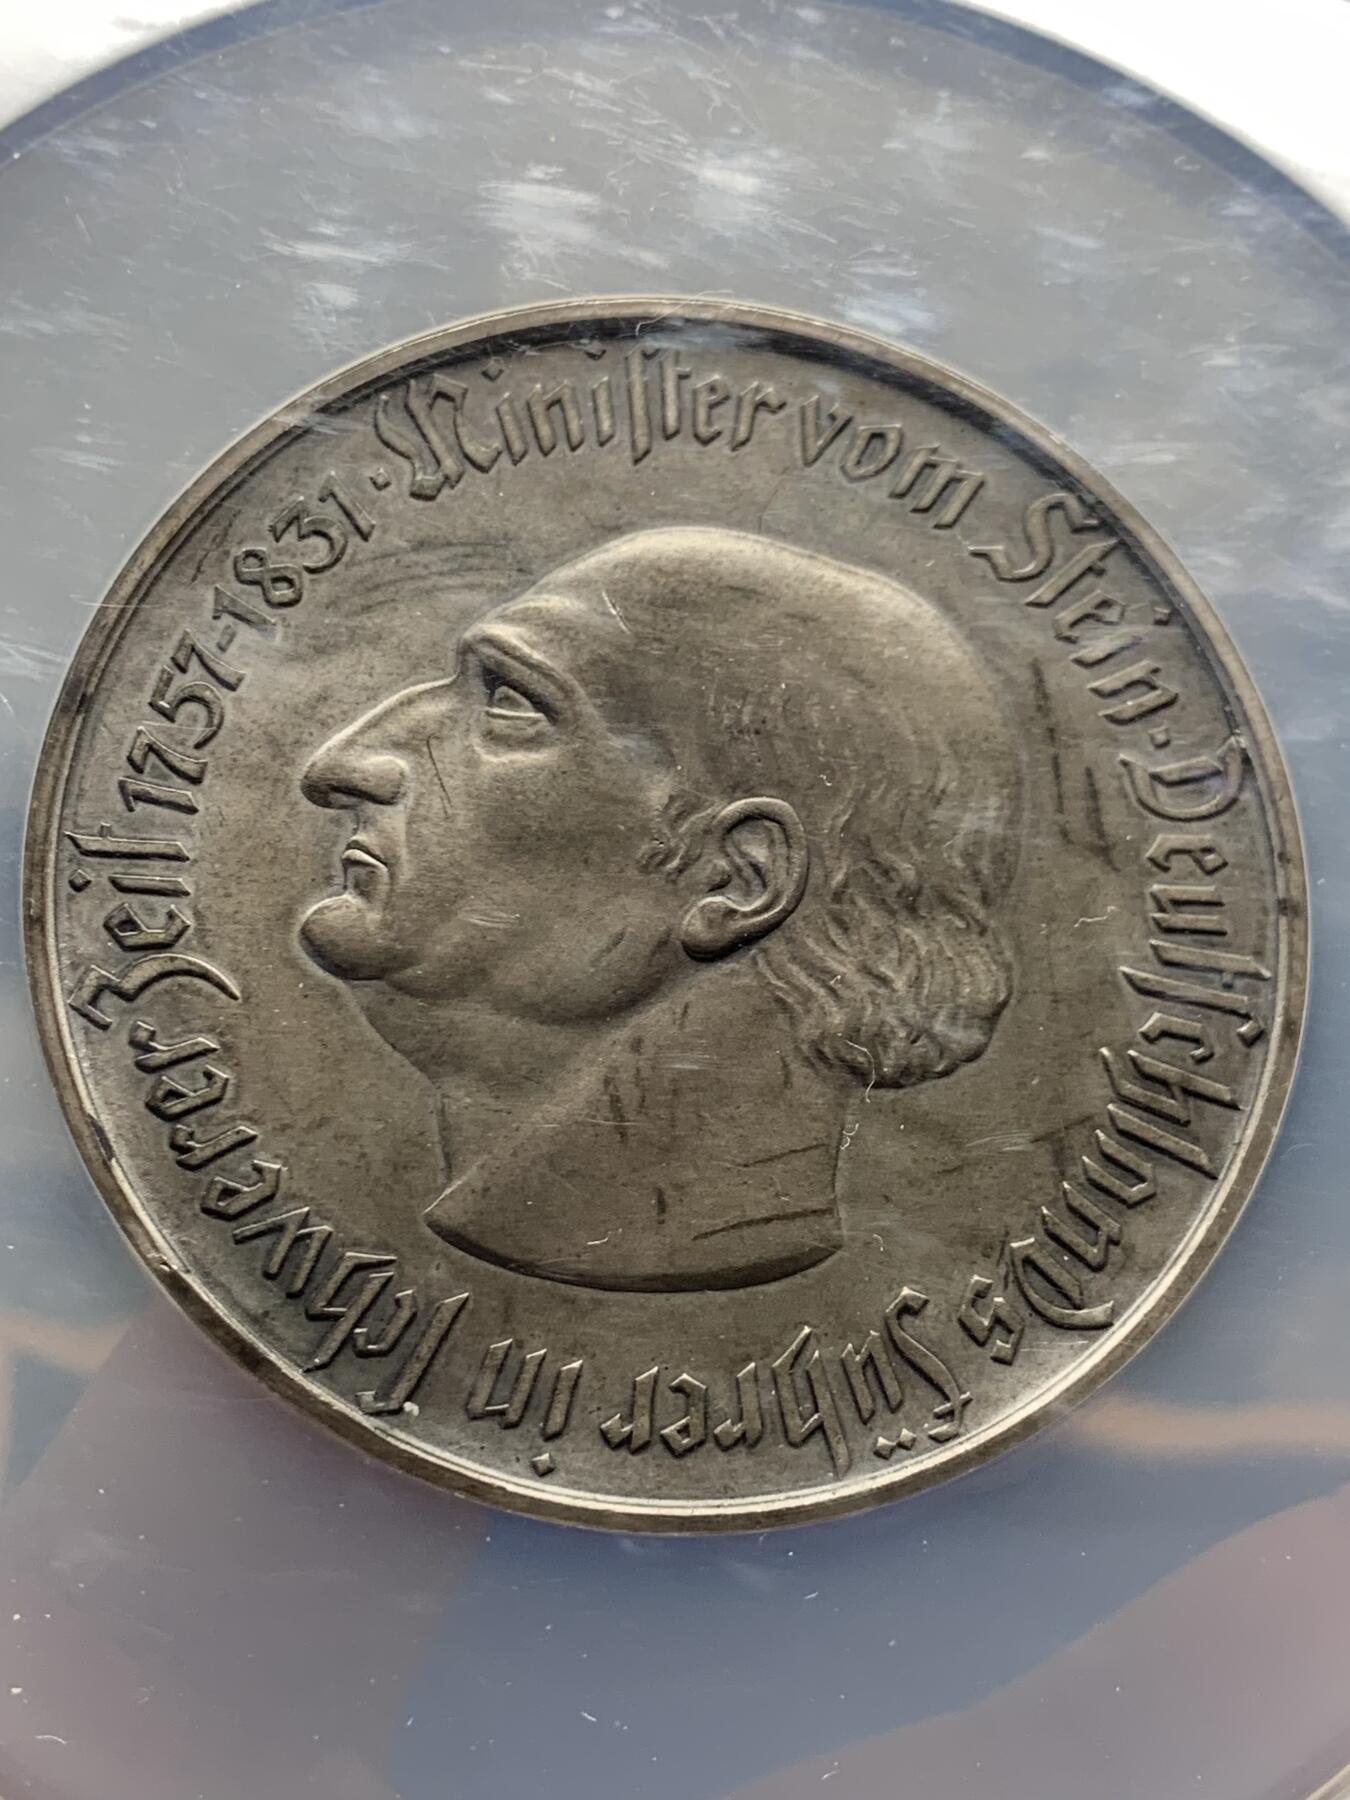 Minister vom Stein · Deutschlands Führer in schwerer Zeit 1757-1831 ·